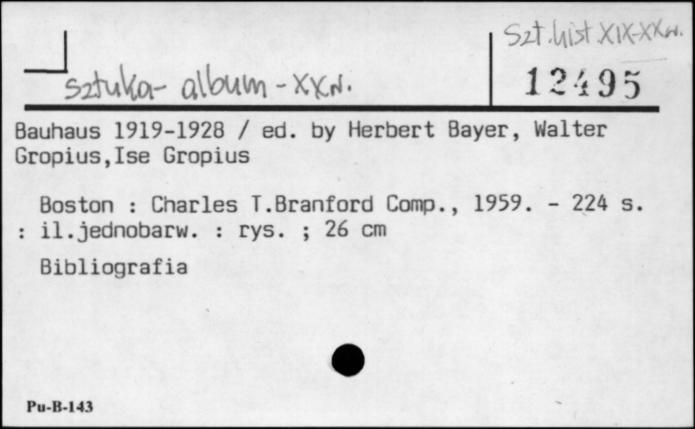 Szt.hist.XIX-XXw.
sztuka- album - XXw.
12495
Bauhaus 1919-1928 / ed. by Herbert Bayer, Walter
Gropius,Ise Gropius
Boston : Charles T.Branford Comp., 1959. - 224 s.
: il.jednobarw. : rys. ; 26 cm
Bibliografia
Pu-B-143